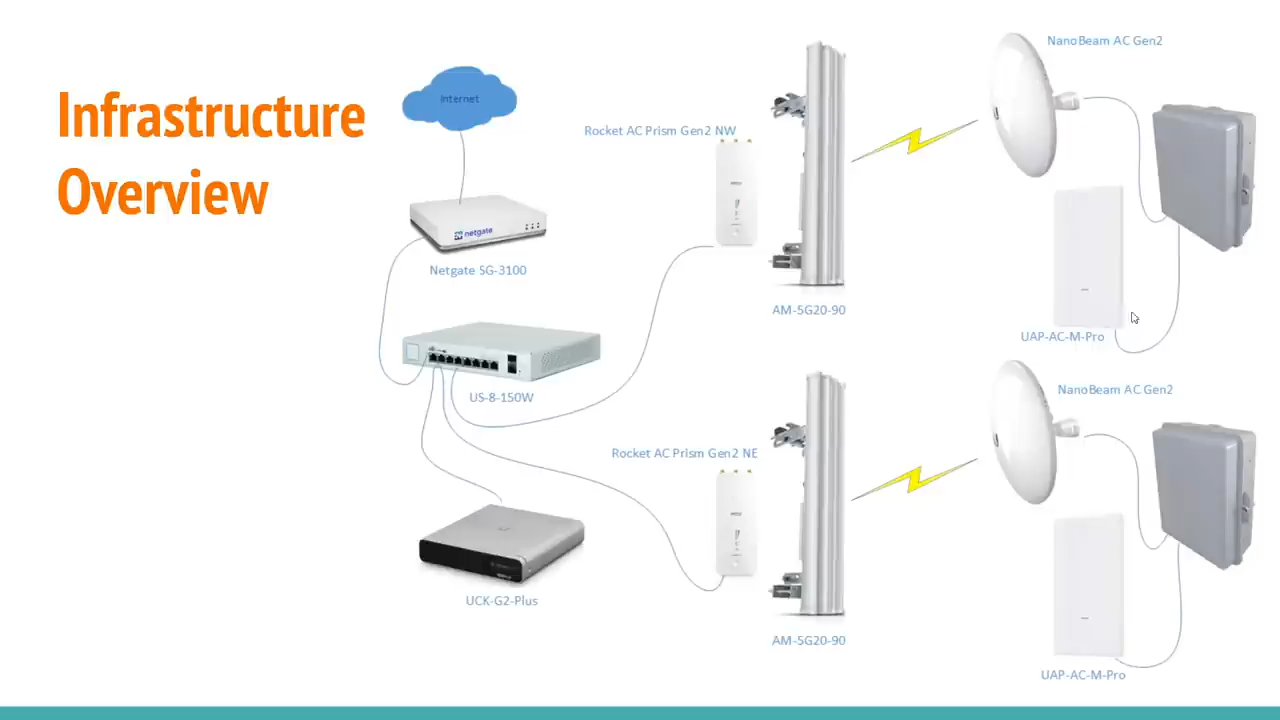 Infrastructure
Overview
Internet
netgate
Netgate SG-3100
US-8-150W
UCK-G2-Plus
Rocket AC Prism Gen2 NW
AM-5G20-90
Rocket AC Prism Gen2 NE
AM-5G20-90
NanoBeam AC Gen2
UAP-AC-M-Pro
NanoBeam AC Gen2
UAP-AC-M-Pro